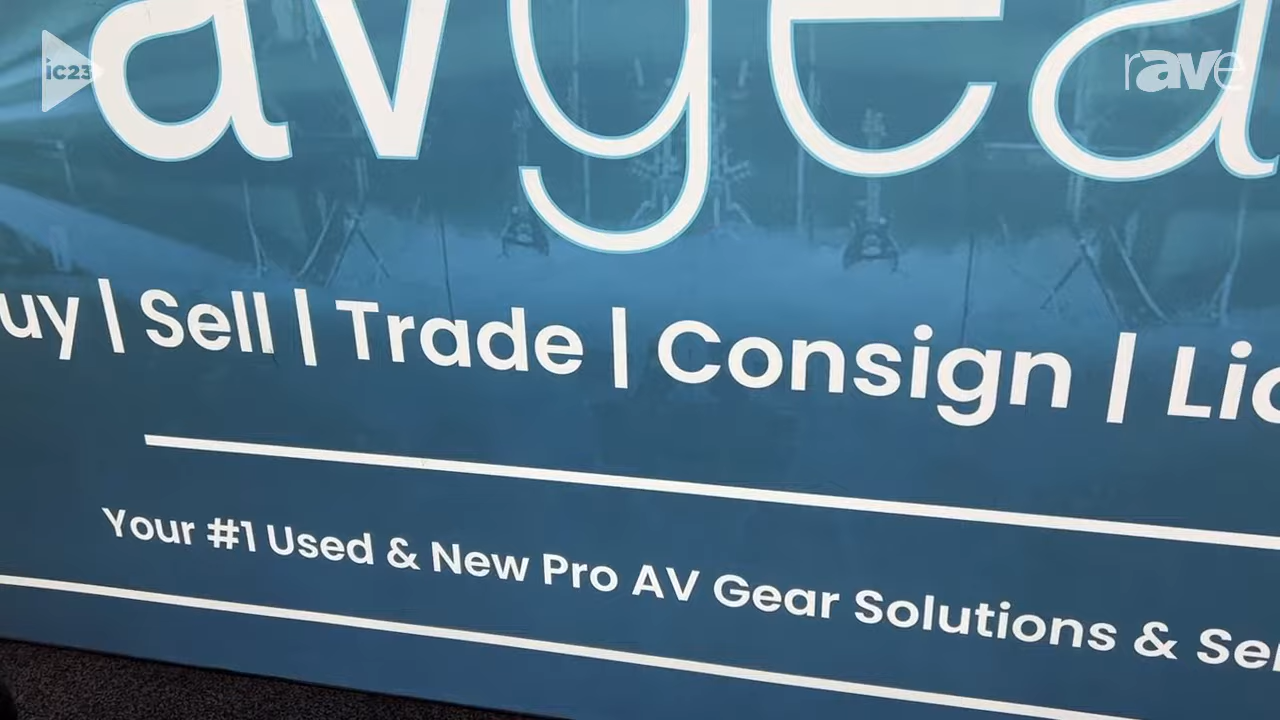 ic23
rave
avgea
uy | Sell | Trade | Consign | Li
Your #1 Used & New Pro AV Gear Solutions & Se